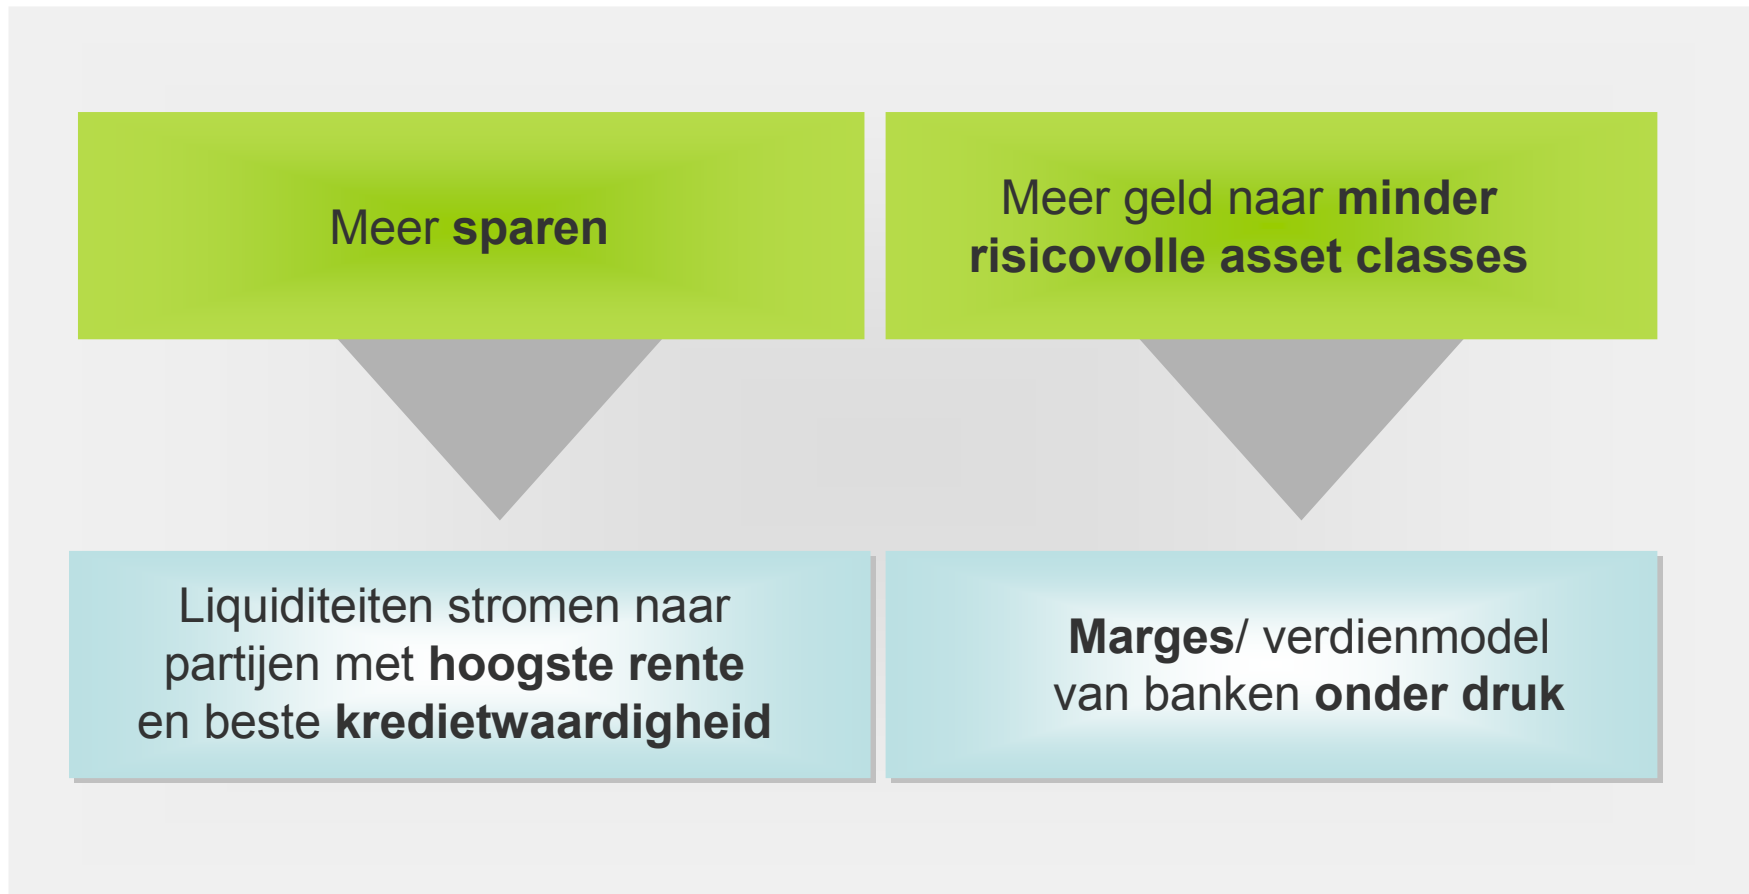 Meer sparen
Meer geld naar minder
risicovolle asset classes
Liquiditeiten stromen naar
partijen met hoogste rente
en beste kredietwaardigheid
Marges/ verdienmodel
van banken onder druk